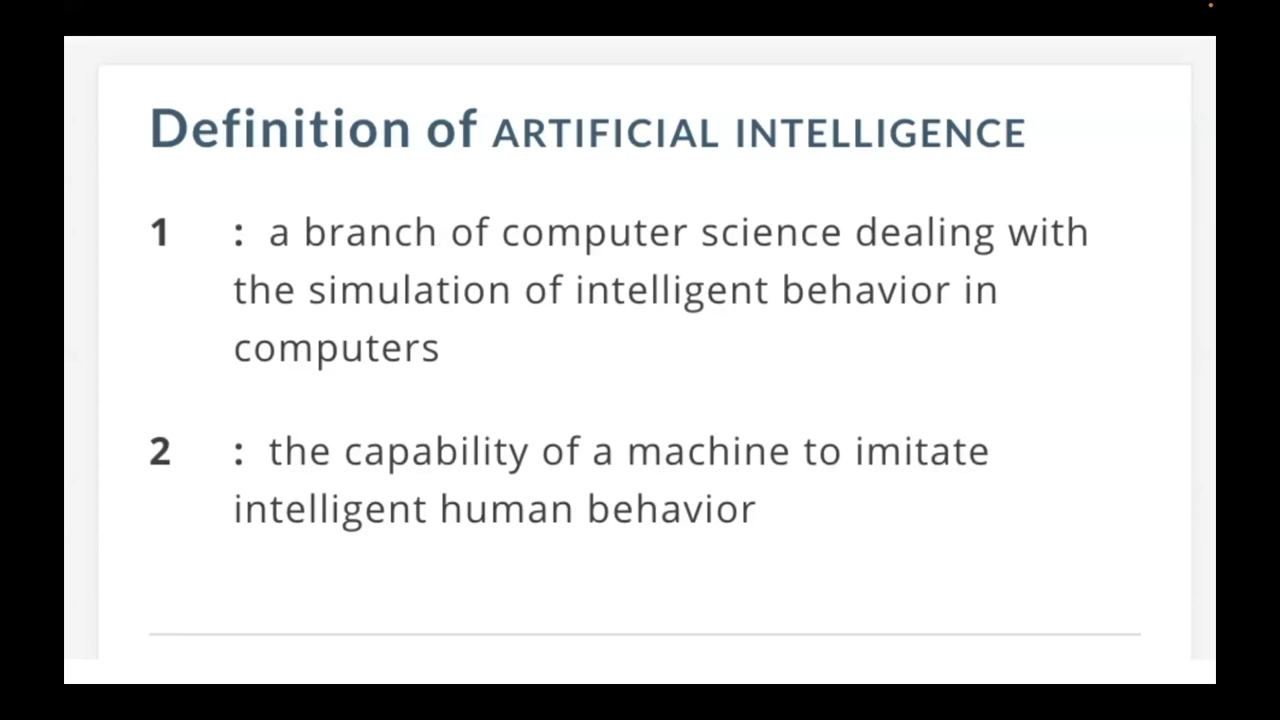 Definition of ARTIFICIAL INTELLIGENCE
1 : a branch of computer science dealing with
the simulation of intelligent behavior in
computers
2 : the capability of a machine to imitate
intelligent human behavior